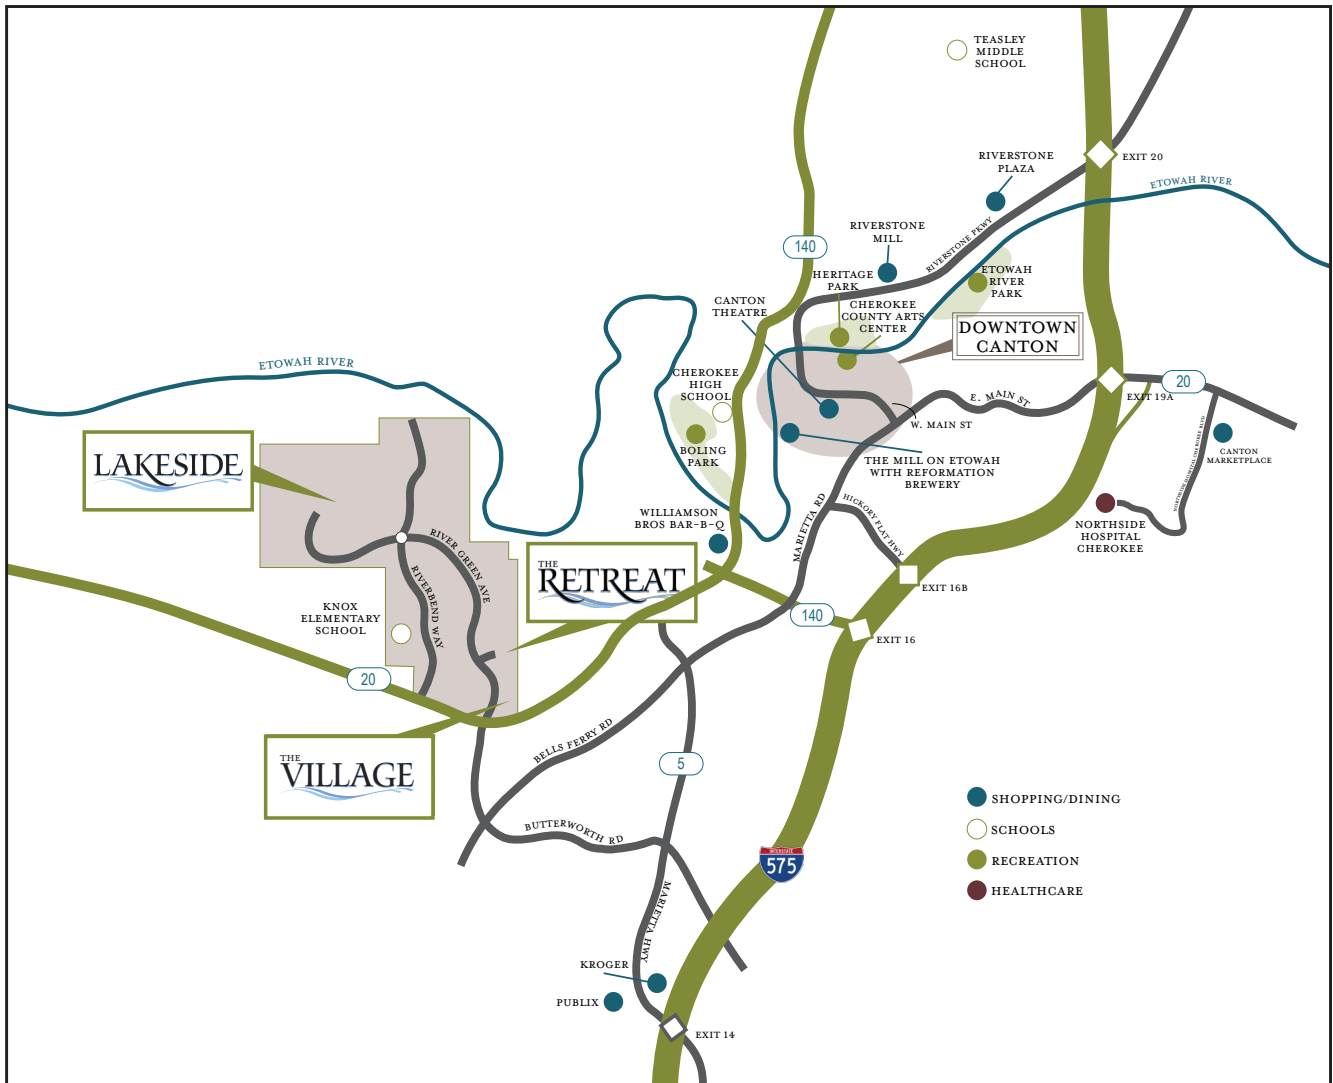 TEASLEY
MIDDLE
SCHOOL
EXIT 20
RIVERSTONE
PLAZA
ETOWAH RIVER
RIVERSTONE
MILL
RIVERSTONE PKWY
140
HERITAGE
PARK
ETOWAH
RIVER
PARK
CANTON
THEATRE
CHEROKEE
COUNTY ARTS
CENTER
DOWNTOWN
CANTON
ETOWAH RIVER
CHEROKEE
HIGH
SCHOOL
20
EXIT 19A
E. MAIN ST
W. MAIN ST
CANTON
MARKETPLACE
NORTHSIDE HOSPITAL CHEROKEE BLVD
BOLING
PARK
THE MILL ON ETOWAH
WITH REFORMATION
BREWERY
LAKESIDE
WILLIAMSON
BROS BAR-B-Q
MARIETTA RD
HICKORY FLAT HWY
NORTHSIDE
HOSPITAL
CHEROKEE
RIVER GREEN AVE
RIVERBEND WAY
THE
RETREAT
EXIT 16B
KNOX
ELEMENTARY
SCHOOL
140
EXIT 16
20
BELLS FERRY RD
THE
VILLAGE
5
BUTTERWORTH RD
SHOPPING/DINING
SCHOOLS
RECREATION
HEALTHCARE
INTERSTATE
575
MARIETTA HWY
KROGER
PUBLIX
EXIT 14